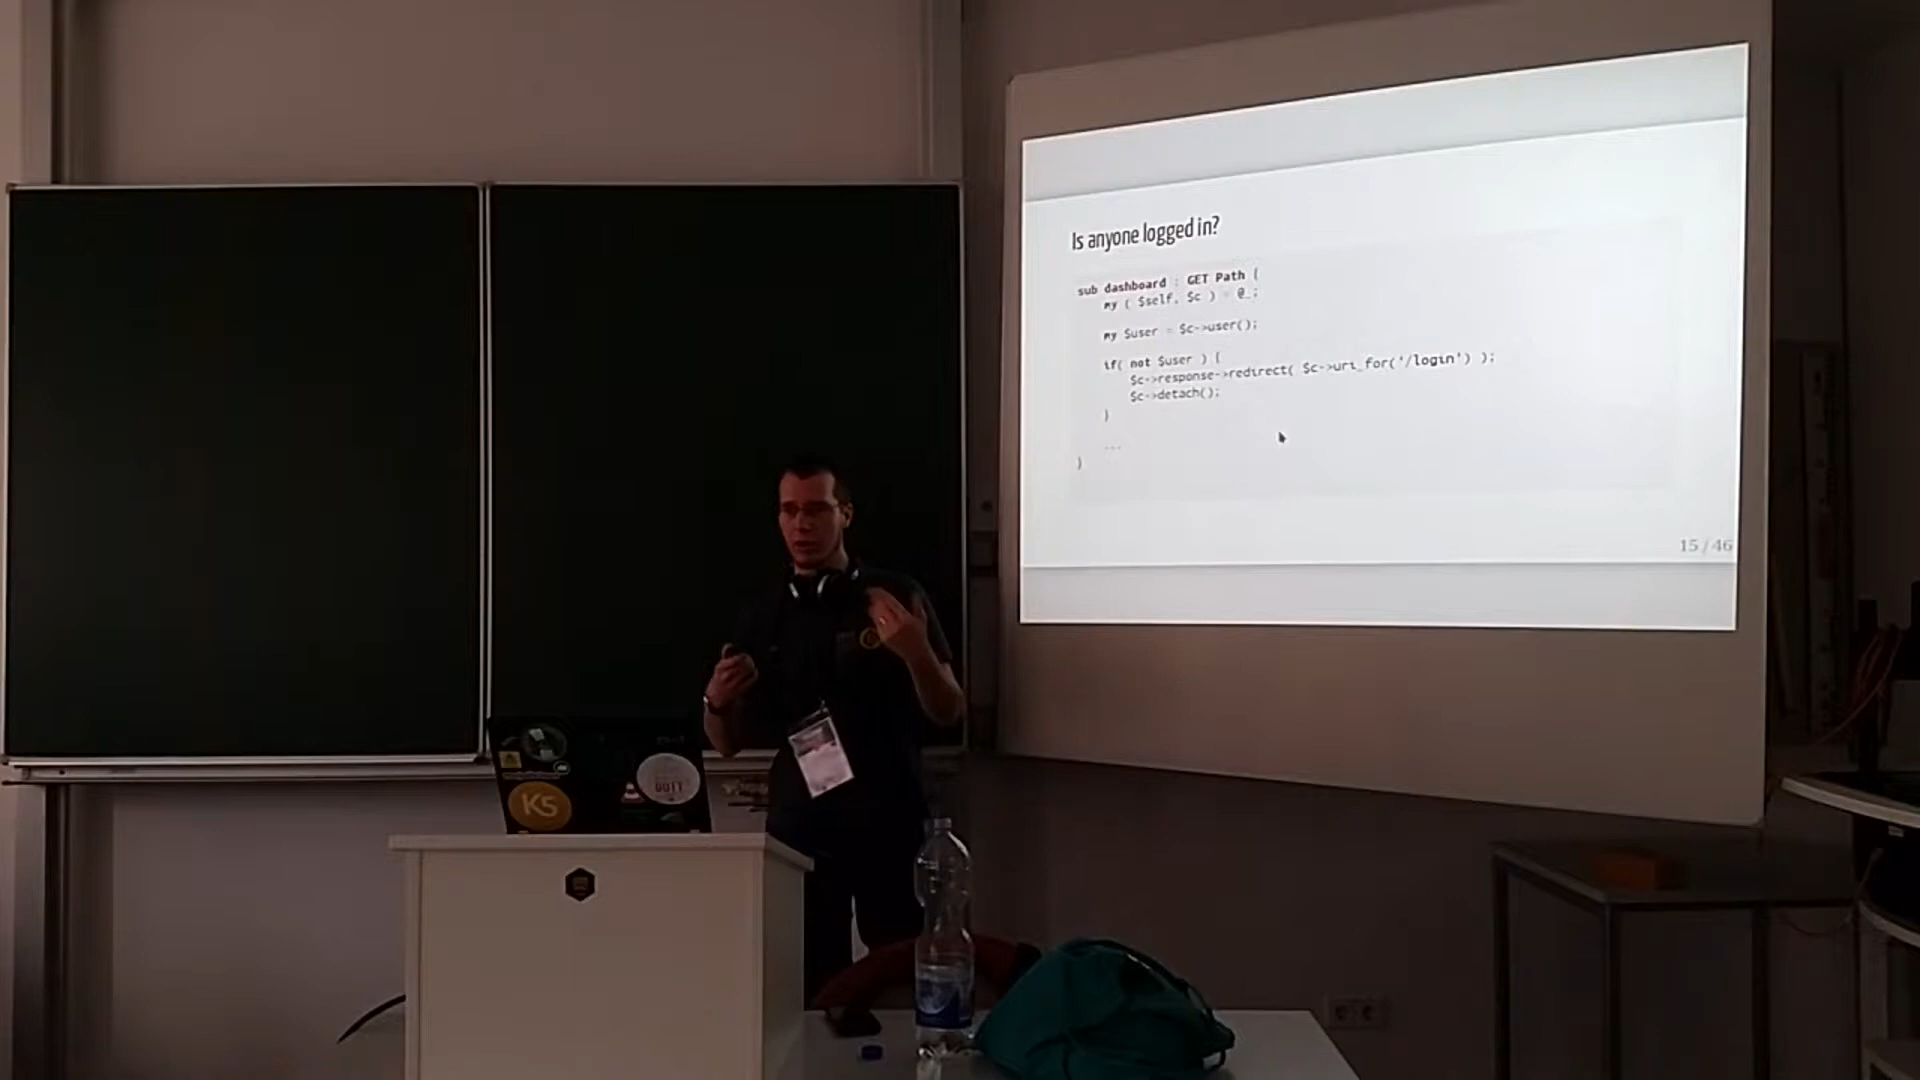 Is anyone logged in?
sub dashboard : GET Path {
my ( $self, $c ) = @_;
my $user = $c->user();
if( not $user ) {
$c->response->redirect( $c->uri_for('/login') );
$c->detach();
}
...
}
15 / 46
K5